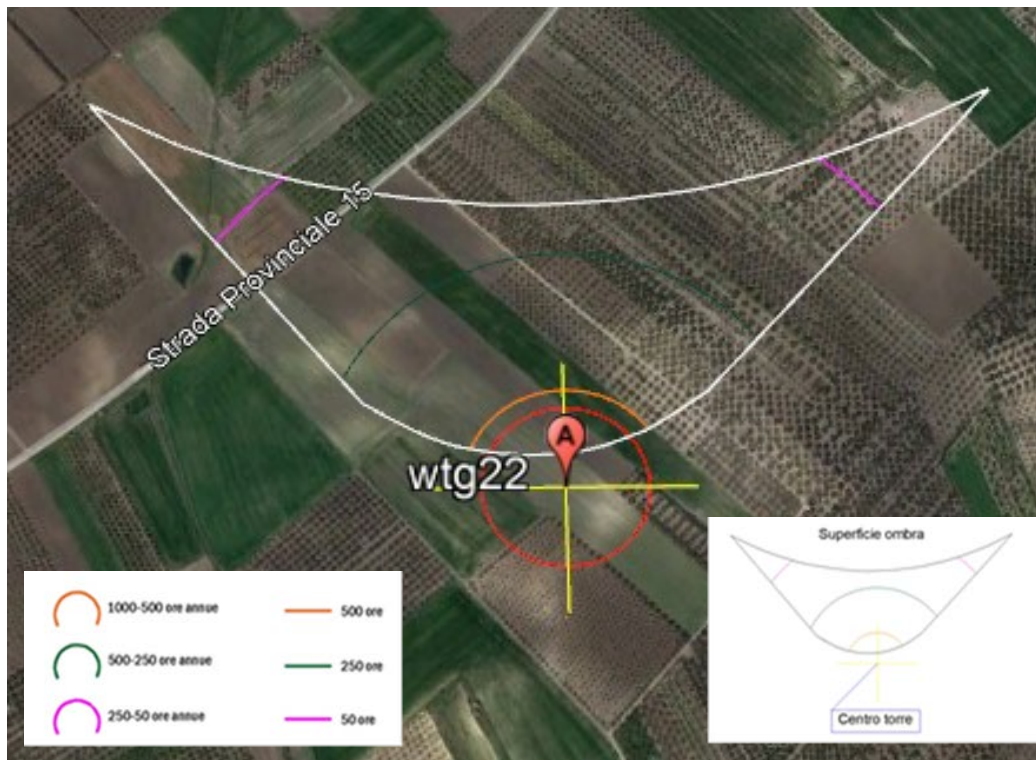 Strada Provinciale 15
A
wtg22
1000-500 ore annue
500 ore
500-250 ore annue
250 ore
250-50 ore annue
50 ore
Superficie ombra
Centro torre